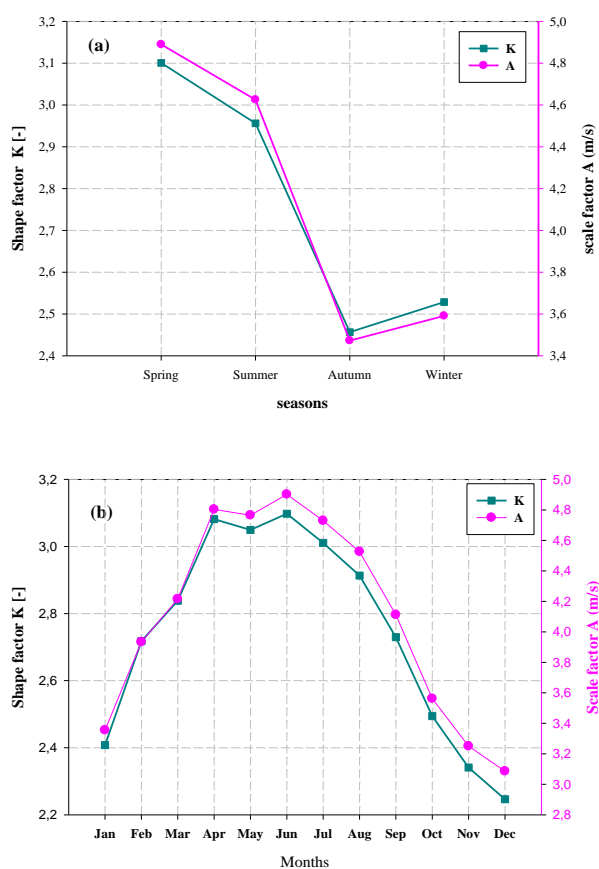 (a)
K
A
Shape factor K [-]
3,2
3,1
3,0
2,9
2,8
2,7
2,6
2,5
2,4
scale factor A (m/s)
5,0
4,8
4,6
4,4
4,2
4,0
3,8
3,6
3,4
Spring Summer Autumn Winter
seasons
(b)
K
A
Shape factor K [-]
3,2
3,0
2,8
2,6
2,4
2,2
Scale factor A (m/s)
5,0
4,8
4,6
4,4
4,2
4,0
3,8
3,6
3,4
3,2
3,0
2,8
Jan Feb Mar Apr May Jun Jul Aug Sep Oct Nov Dec
Months